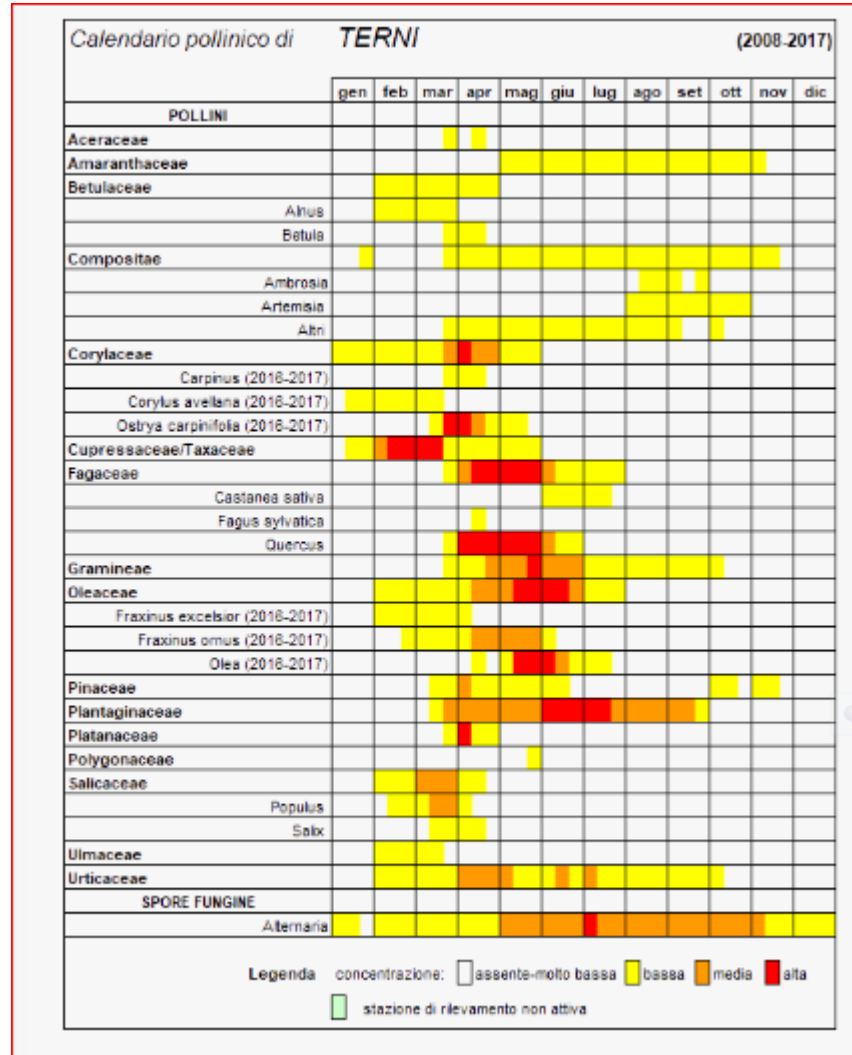 Calendario pollinico di TERNI (2008-2017)
gen feb mar apr mag giu lug ago set ott nov dic
POLLINI
Aceraceae
Amaranthaceae
Betulaceae
Alnus
Betula
Compositae
Ambrosia
Artemisia
Altri
Corylaceae
Carpinus (2016-2017)
Corylus avellana (2016-2017)
Ostrya carpinifolia (2016-2017)
Cupressaceae/Taxaceae
Fagaceae
Castanea sativa
Fagus sylvatica
Quercus
Gramineae
Oleaceae
Fraxinus excelsior (2016-2017)
Fraxinus ornus (2016-2017)
Olea (2016-2017)
Pinaceae
Plantaginaceae
Platanaceae
Polygonaceae
Salicaceae
Populus
Salix
Ulmaceae
Urticaceae
SPORE FUNGINE
Alternaria
Legenda concentrazione: assente-molto bassa bassa media alta
stazione di rilevamento non attiva